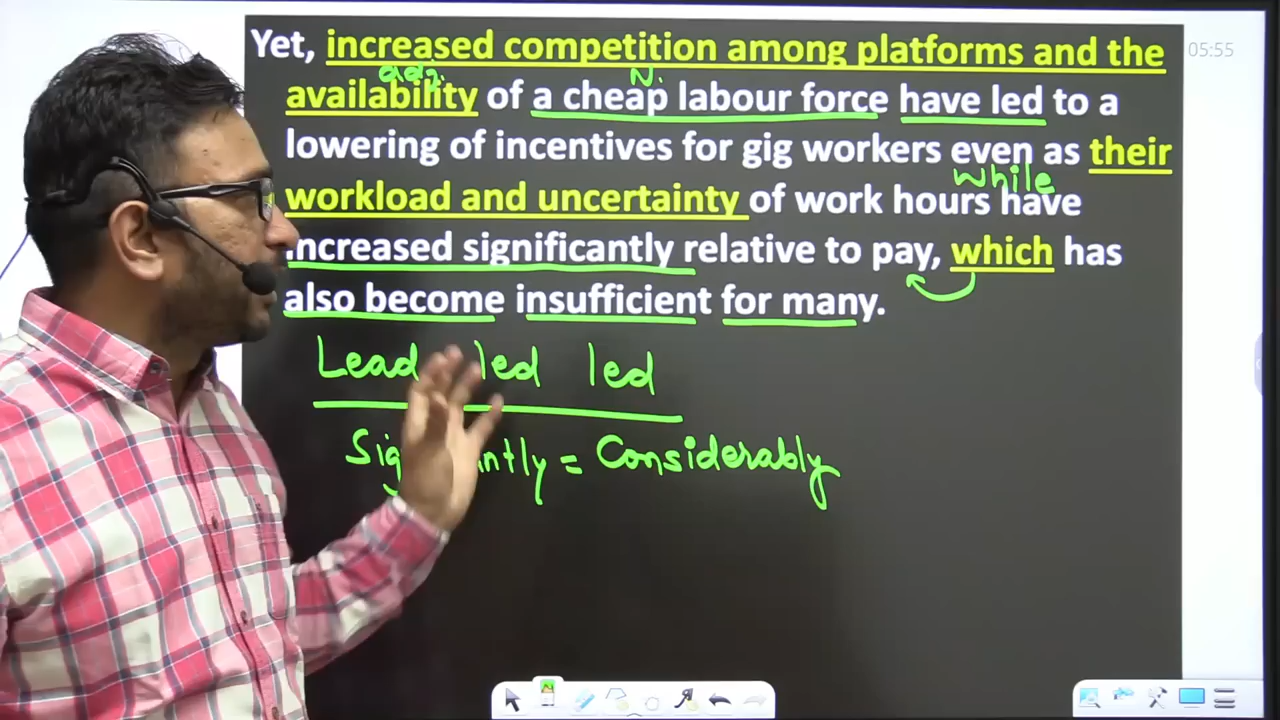 Yet, increased competition among platforms and the
05:55
adj. N.
availability of a cheap labour force have led to a
lowering of incentives for gig workers even as their
while
workload and uncertainty of work hours have
increased significantly relative to pay, which has
also become insufficient for many.
Lead led led
= Considerably